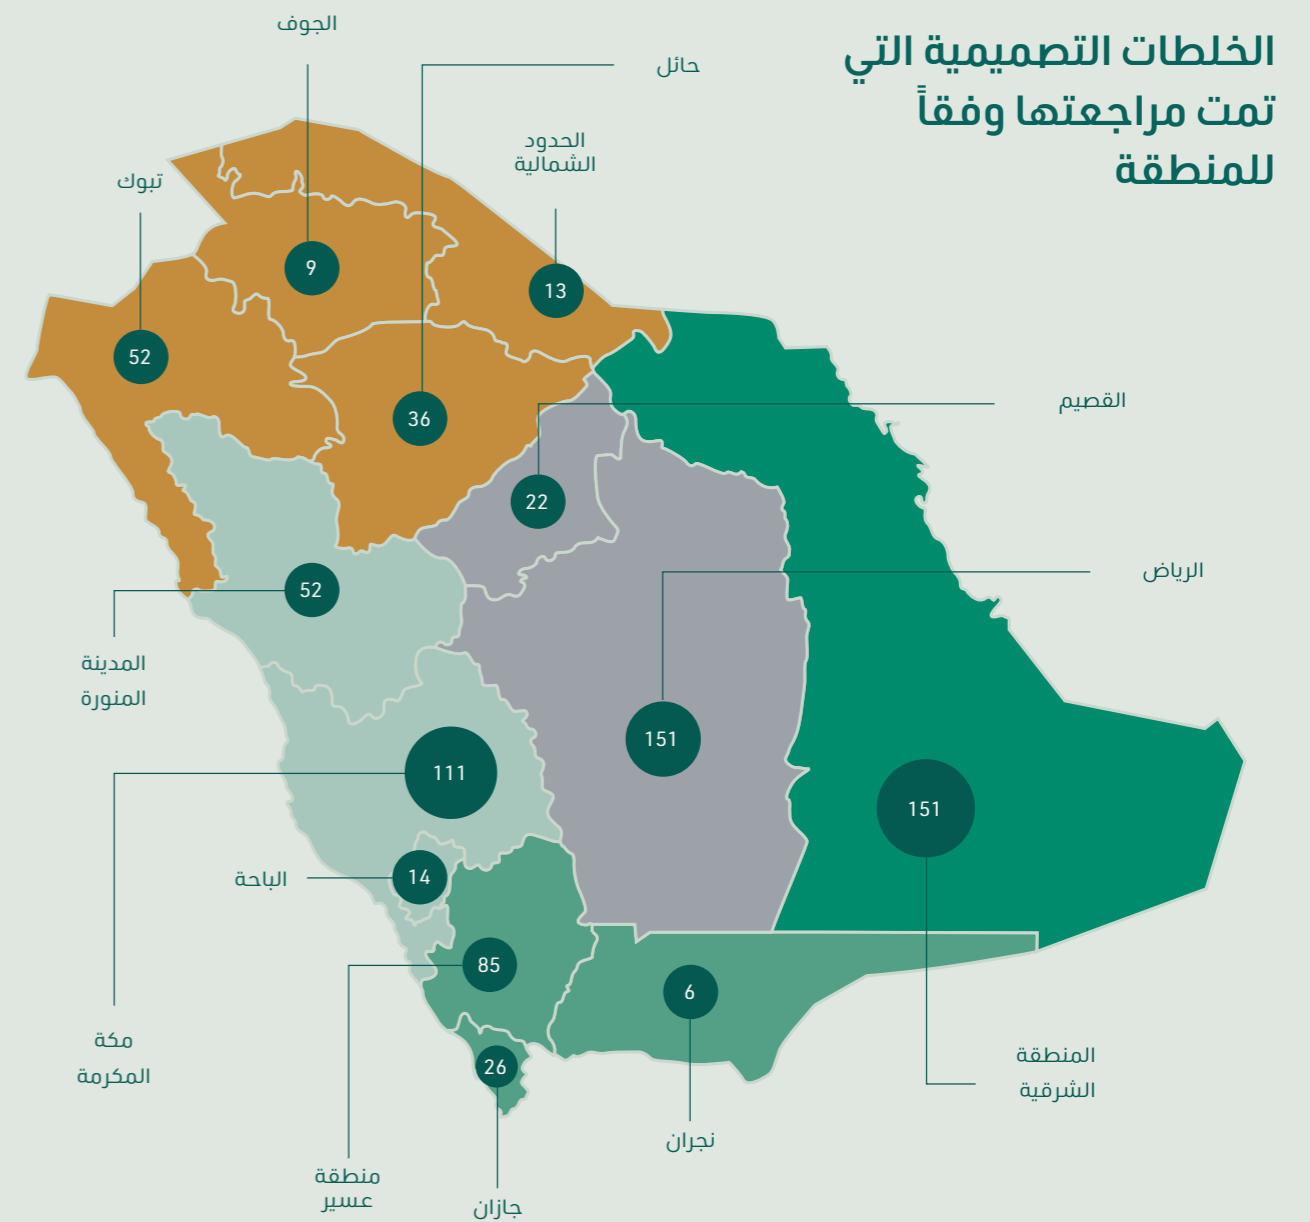 الخلطات التصميمية التي
تمت مراجعتها وفقاً
للمنطقة
الجوف
حائل
الحدود
الشمالية
تبوك
9
13
52
36
القصيم
22
الرياض
52
المدينة
المنورة
151
111
151
الباحة
14
85
6
مكة
المكرمة
المنطقة
الشرقية
26
نجران
منطقة
عسير
جازان